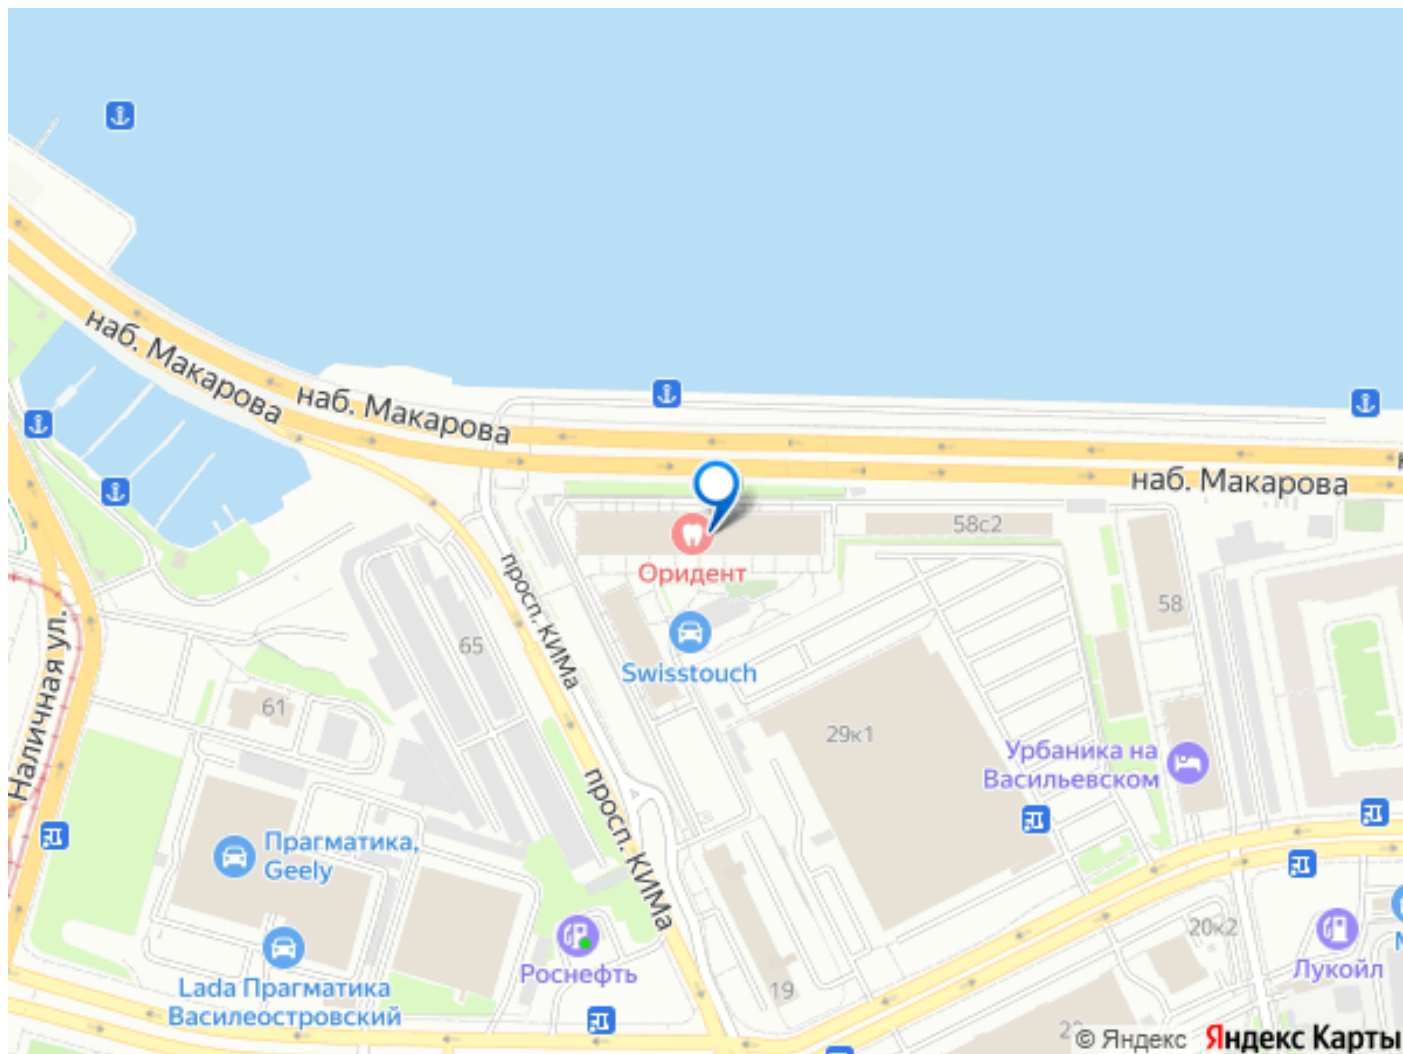 наб. Макарова
наб. Макарова
наб. Макарова
58с2
Оридент
просп. КИМа
58
65
Swisstouch
Наличная ул.
61
29к1
Урбаника на
Васильевском
просп. КИМа
Прагматика,
Geely
20к2
Роснефть
Лукойл
Lada Прагматика
Василеостровский
19
© Яндекс Яндекс Карты